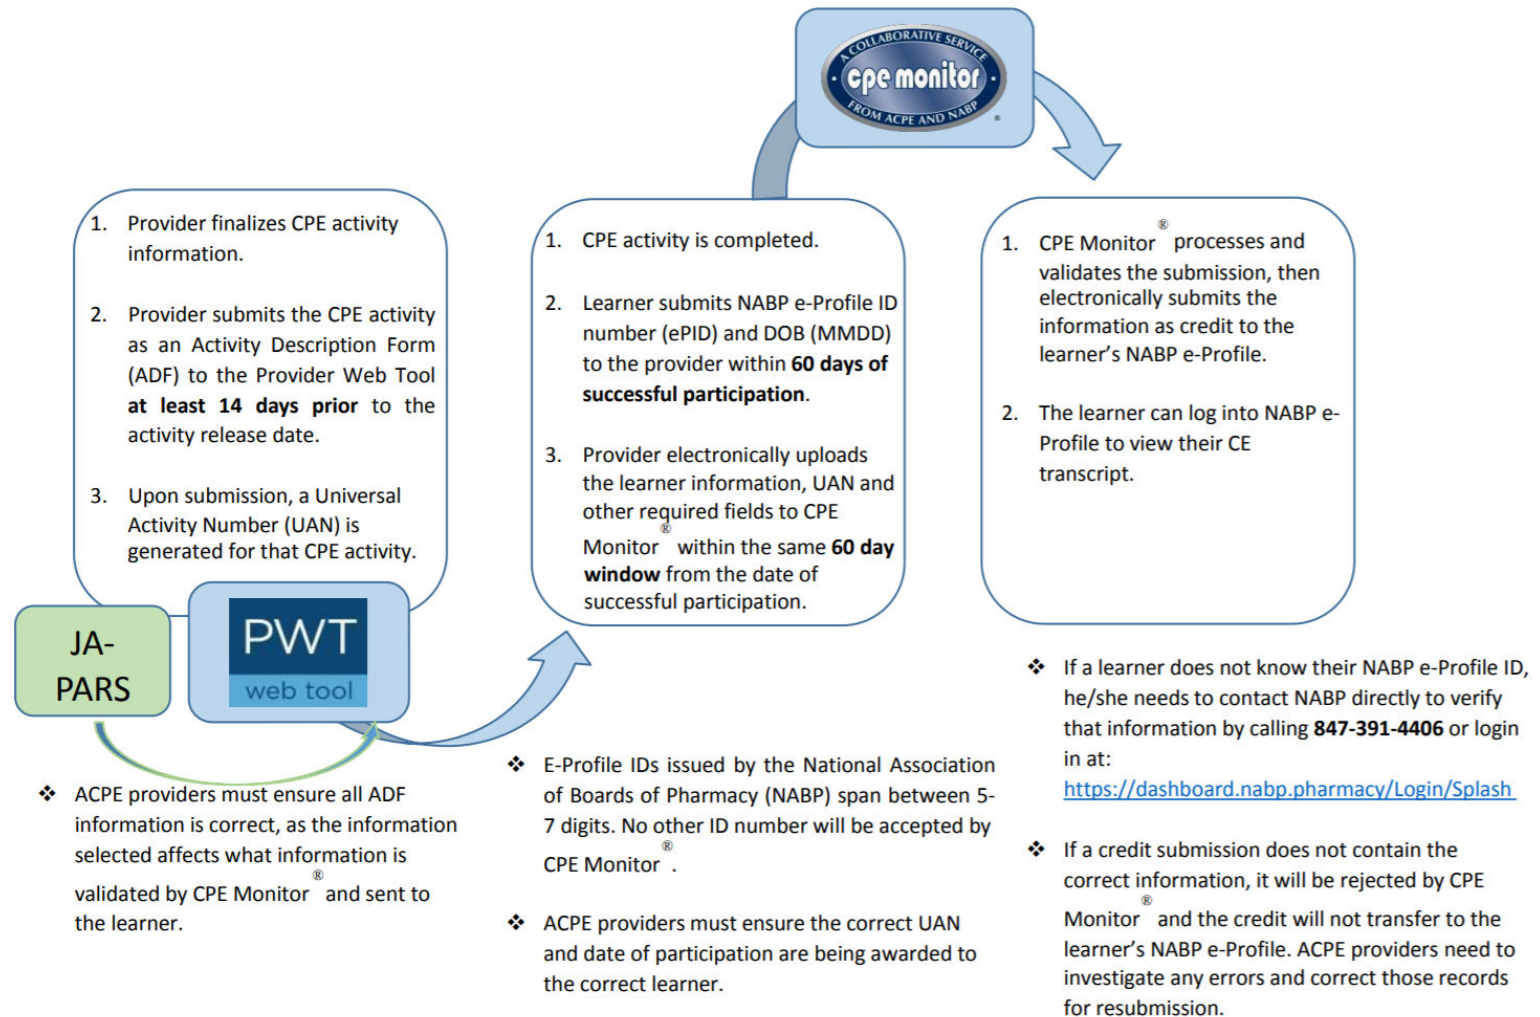 A COLLABORATIVE SERVICE
cpe monitor
FROM ACPE AND NABP
®
1. Provider finalizes CPE activity
information.
2. Provider submits the CPE activity
as an Activity Description Form
(ADF) to the Provider Web Tool
at least 14 days prior to the
activity release date.
3. Upon submission, a Universal
Activity Number (UAN) is
generated for that CPE activity.
JA-
PARS
PWT
web tool
❖ ACPE providers must ensure all ADF
information is correct, as the information
selected affects what information is
validated by CPE Monitor® and sent to
the learner.
1. CPE activity is completed.
2. Learner submits NABP e-Profile ID
number (ePID) and DOB (MMDD)
to the provider within 60 days of
successful participation.
3. Provider electronically uploads
the learner information, UAN and
other required fields to CPE
Monitor® within the same 60 day
window from the date of
successful participation.
❖ E-Profile IDs issued by the National Association
of Boards of Pharmacy (NABP) span between 5-
7 digits. No other ID number will be accepted by
CPE Monitor®.
❖ ACPE providers must ensure the correct UAN
and date of participation are being awarded to
the correct learner.
1. CPE Monitor® processes and
validates the submission, then
electronically submits the
information as credit to the
learner’s NABP e-Profile.
2. The learner can log into NABP e-
Profile to view their CE
transcript.
❖ If a learner does not know their NABP e-Profile ID,
he/she needs to contact NABP directly to verify
that information by calling 847-391-4406 or login
in at:
https://dashboard.nabp.pharmacy/Login/Splash
❖ If a credit submission does not contain the
correct information, it will be rejected by CPE
Monitor® and the credit will not transfer to the
learner’s NABP e-Profile. ACPE providers need to
investigate any errors and correct those records
for resubmission.